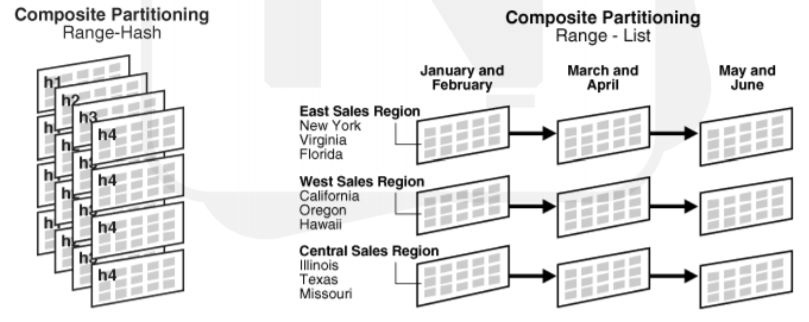 Composite Partitioning
Range-Hash
h1
h2
h3
h4
h
h
h
h4
h
h
h
h4
h
h
h
h4
h4
Composite Partitioning
Range - List
January and
February
March and
April
May and
June
East Sales Region
New York
Virginia
Florida
West Sales Region
California
Oregon
Hawaii
Central Sales Region
Illinois
Texas
Missouri